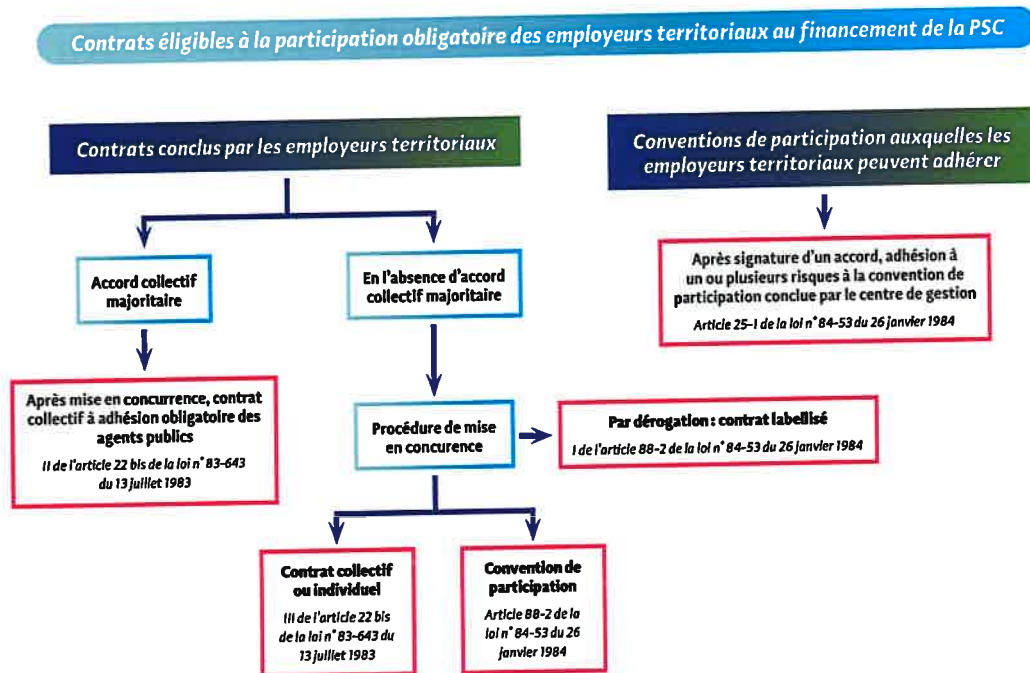 Contrats éligibles à la participation obligatoire des employeurs territoriaux au financement de la PSC
Contrats conclus par les employeurs territoriaux
Conventions de participation auxquelles les
employeurs territoriaux peuvent adhérer
Accord collectif
majoritaire
En l'absence d'accord
collectif majoritaire
Après signature d'un accord, adhésion à
un ou plusieurs risques à la convention de
participation conclue par le centre de gestion
Article 25-1 de la loi n° 84-53 du 26 janvier 1984
Après mise en concurrence, contrat
collectif à adhésion obligatoire des
agents publics
II de l'article 22 bis de la loi n° 83-643
du 13 juillet 1983
Procédure de mise
en concurence
Par dérogation : contrat labellisé
I de l'article 88-2 de la loi n° 84-53 du 26 janvier 1984
Contrat collectif
ou individuel
III de l'article 22 bis
de la loi n° 83-643 du
13 juillet 1983
Convention de
participation
Article 88-2 de la
loi n° 84-53 du 26
janvier 1984